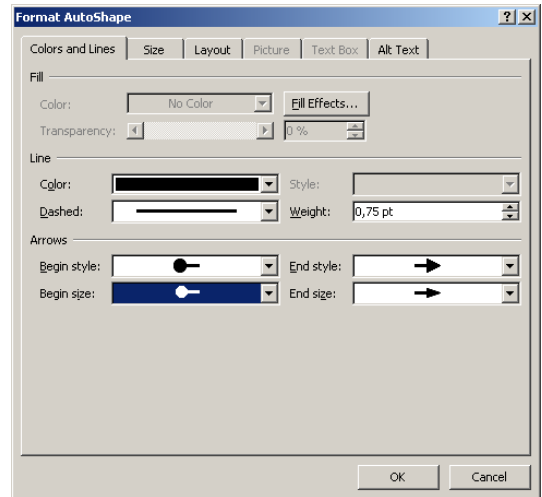 Format AutoShape
Colors and Lines Size Layout Picture Text Box Alt Text
Fill
Color: No Color Fill Effects...
Transparency: 0 %
Line
Color: Style:
Dashed: Weight: 0,75 pt
Arrows
Begin style: End style:
Begin size: End size:
OK Cancel